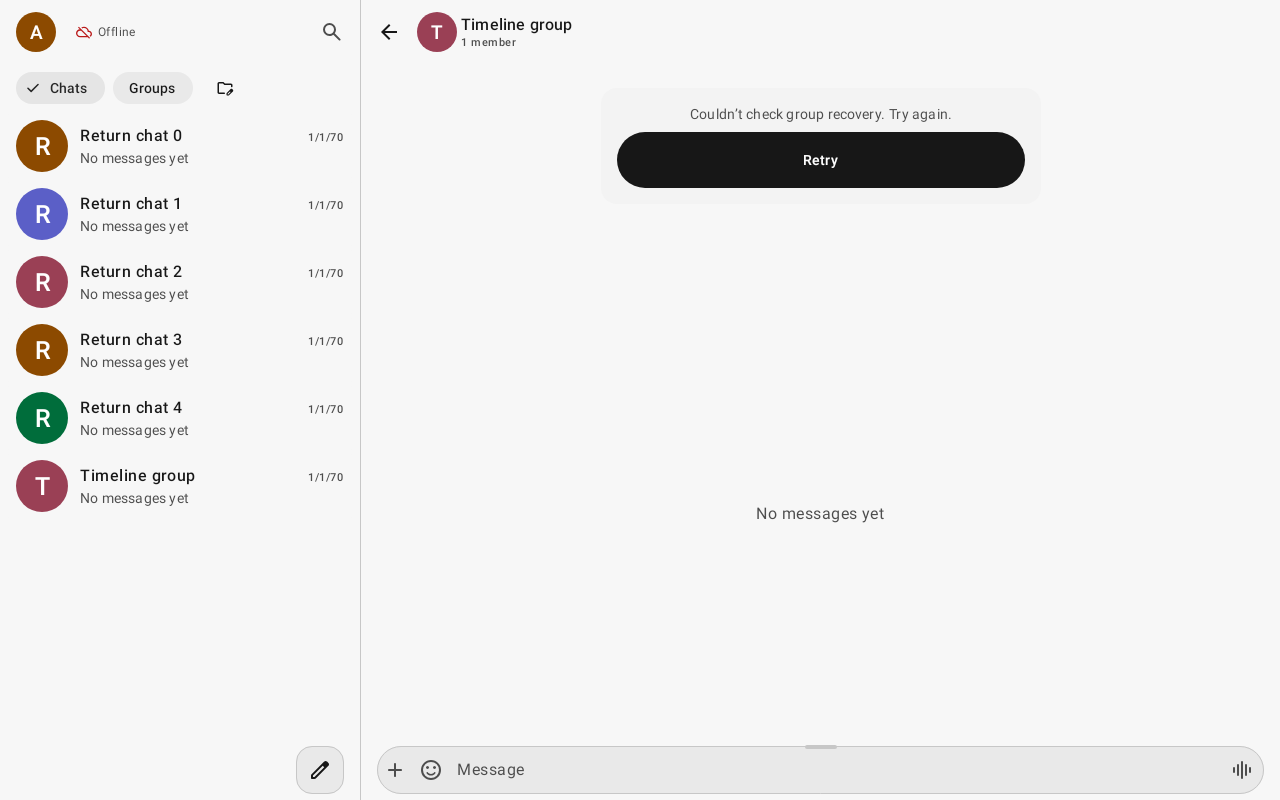 A
Offline
Chats
Groups
R
Return chat 0
1/1/70
No messages yet
R
Return chat 1
1/1/70
No messages yet
R
Return chat 2
1/1/70
No messages yet
R
Return chat 3
1/1/70
No messages yet
R
Return chat 4
1/1/70
No messages yet
T
Timeline group
1/1/70
No messages yet
T
Timeline group
1 member
Couldn’t check group recovery. Try again.
Retry
No messages yet
Message